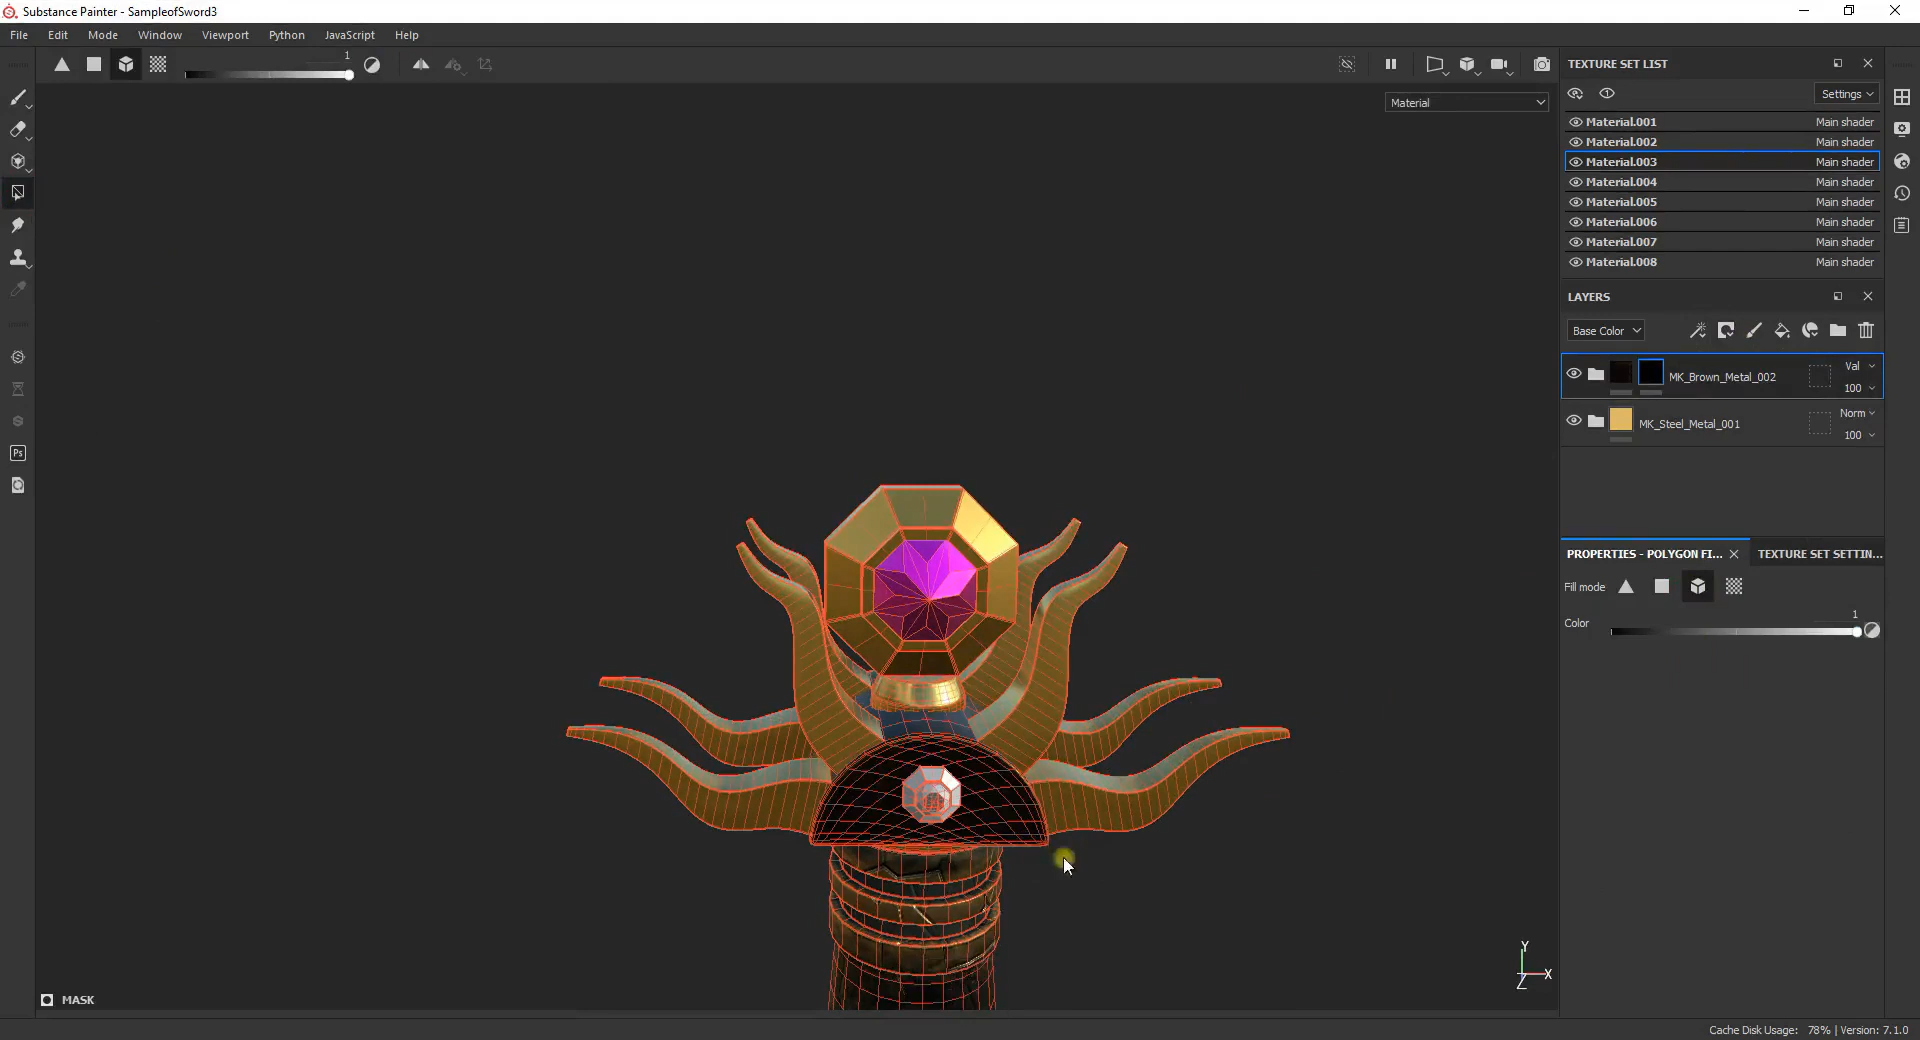 Substance Painter - SampleofSword3
File Edit Mode Window Viewport Python JavaScript Help
1
Material
TEXTURE SET LIST
Settings
Material.001 Main shader
Material.002 Main shader
Material.003 Main shader
Material.004 Main shader
Material.005 Main shader
Material.006 Main shader
Material.007 Main shader
Material.008 Main shader
LAYERS
Base Color
MK_Brown_Metal_002 Val 100
MK_Steel_Metal_001 Norm 100
PROPERTIES - POLYGON FI... TEXTURE SET SETTIN...
Fill mode
Color 1
Ps
Y
X
Z
MASK
Cache Disk Usage: 78% | Version: 7.1.0